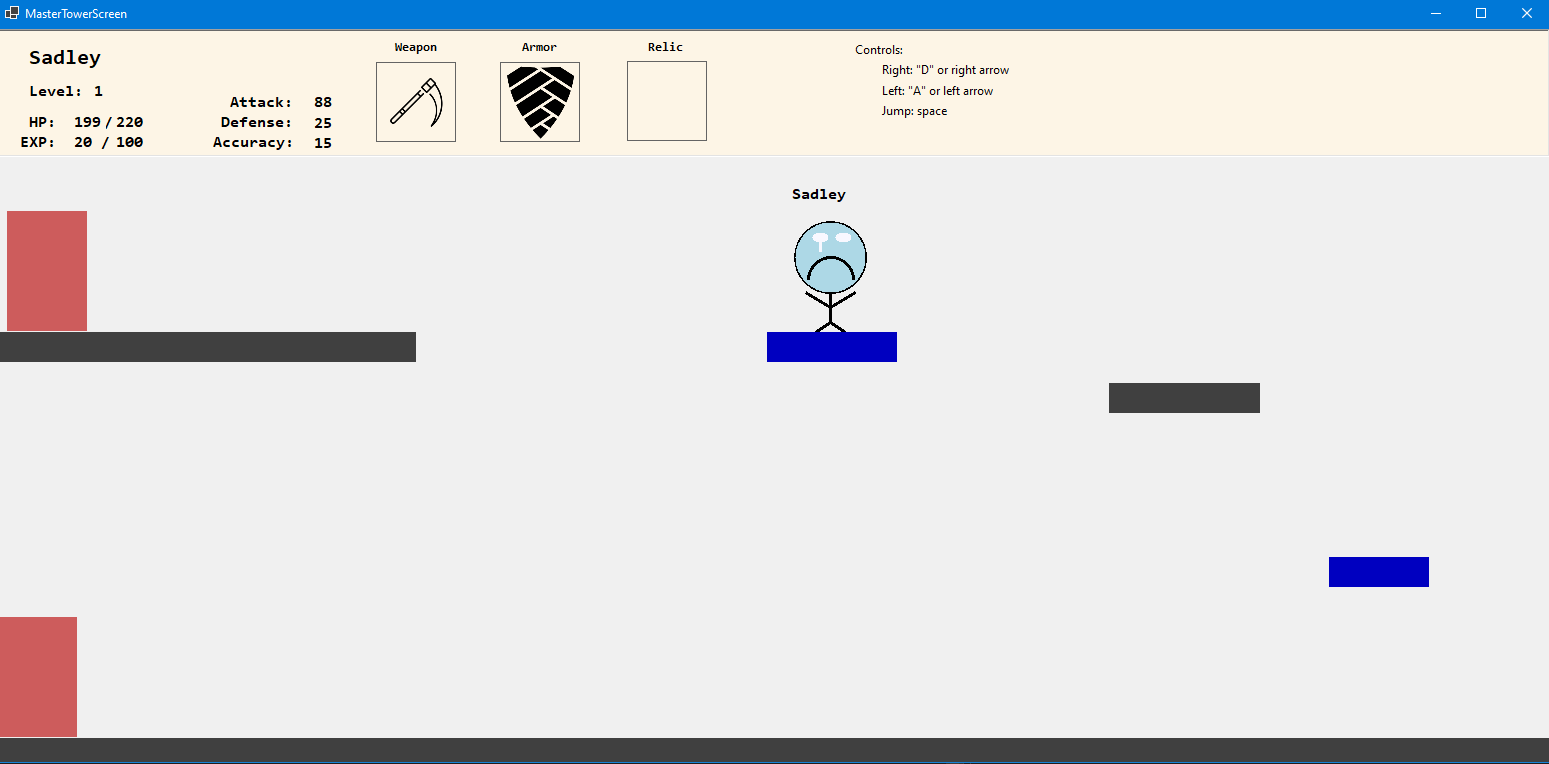 MasterTowerScreen
Sadley
Level: 1
HP: 199 / 220
EXP: 20 / 100
Attack: 88
Defense: 25
Accuracy: 15
Weapon
Armor
Relic
Controls:
Right: "D" or right arrow
Left: "A" or left arrow
Jump: space
Sadley